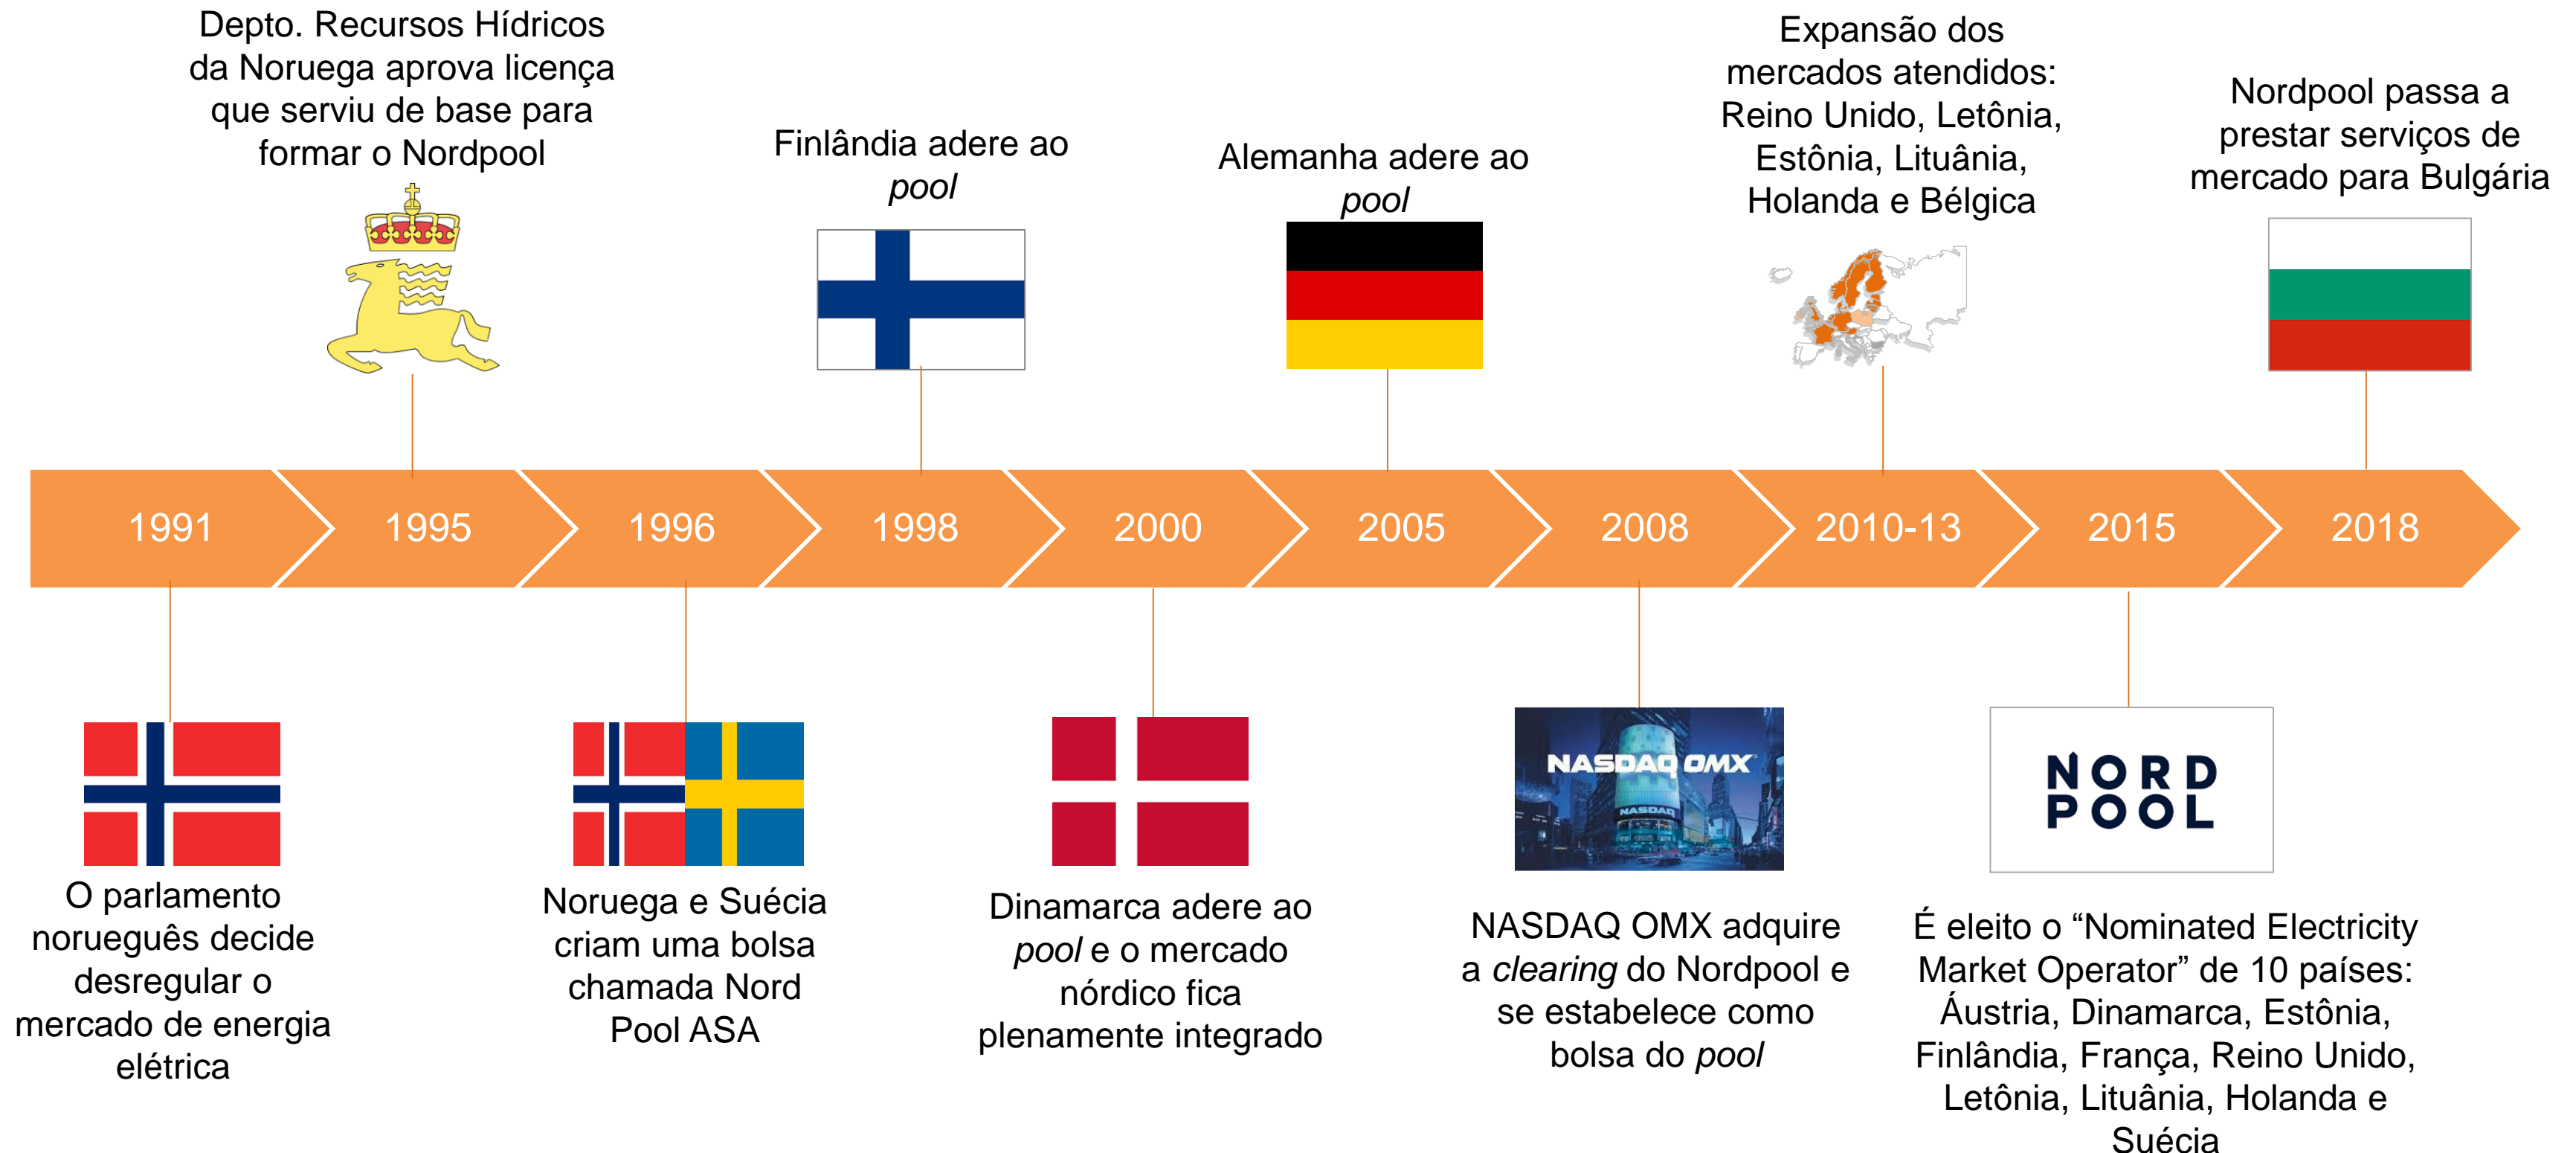 Depto. Recursos Hídricos
da Noruega aprova licença
que serviu de base para
formar o Nordpool
Finlândia adere ao
pool
Alemanha adere ao
pool
Expansão dos
mercados atendidos:
Reino Unido, Letônia,
Estônia, Lituânia,
Holanda e Bélgica
Nordpool passa a
prestar serviços de
mercado para Bulgária
1991
1995
1996
1998
2000
2005
2008
2010-13
2015
2018
O parlamento
norueguês decide
desregular o
mercado de energia
elétrica
Noruega e Suécia
criam uma bolsa
chamada Nord
Pool ASA
Dinamarca adere ao
pool e o mercado
nórdico fica
plenamente integrado
NASDAQ OMX
NASDAQ
NASDAQ OMX adquire
a clearing do Nordpool e
se estabelece como
bolsa do pool
NORD
POOL
É eleito o “Nominated Electricity
Market Operator” de 10 países:
Áustria, Dinamarca, Estônia,
Finlândia, França, Reino Unido,
Letônia, Lituânia, Holanda e
Suécia